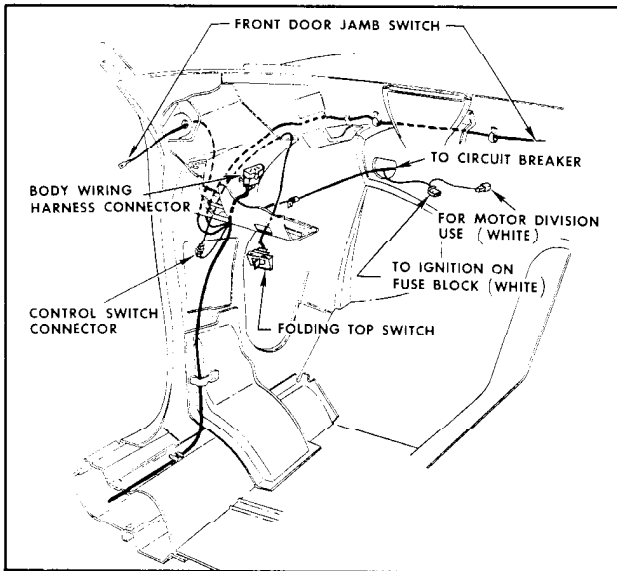 FRONT DOOR JAMB SWITCH
TO CIRCUIT BREAKER
BODY WIRING
HARNESS CONNECTOR
FOR MOTOR DIVISION
USE (WHITE)
TO IGNITION ON
FUSE BLOCK (WHITE)
CONTROL SWITCH
CONNECTOR
FOLDING TOP SWITCH